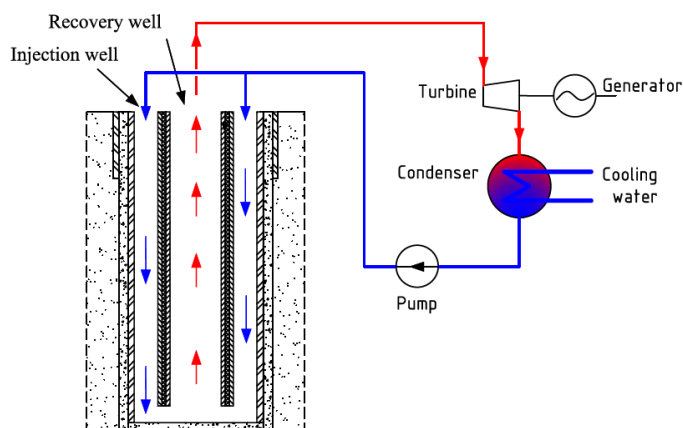 Recovery well
Injection well
Turbine
Generator
Condenser
Cooling
water
Pump